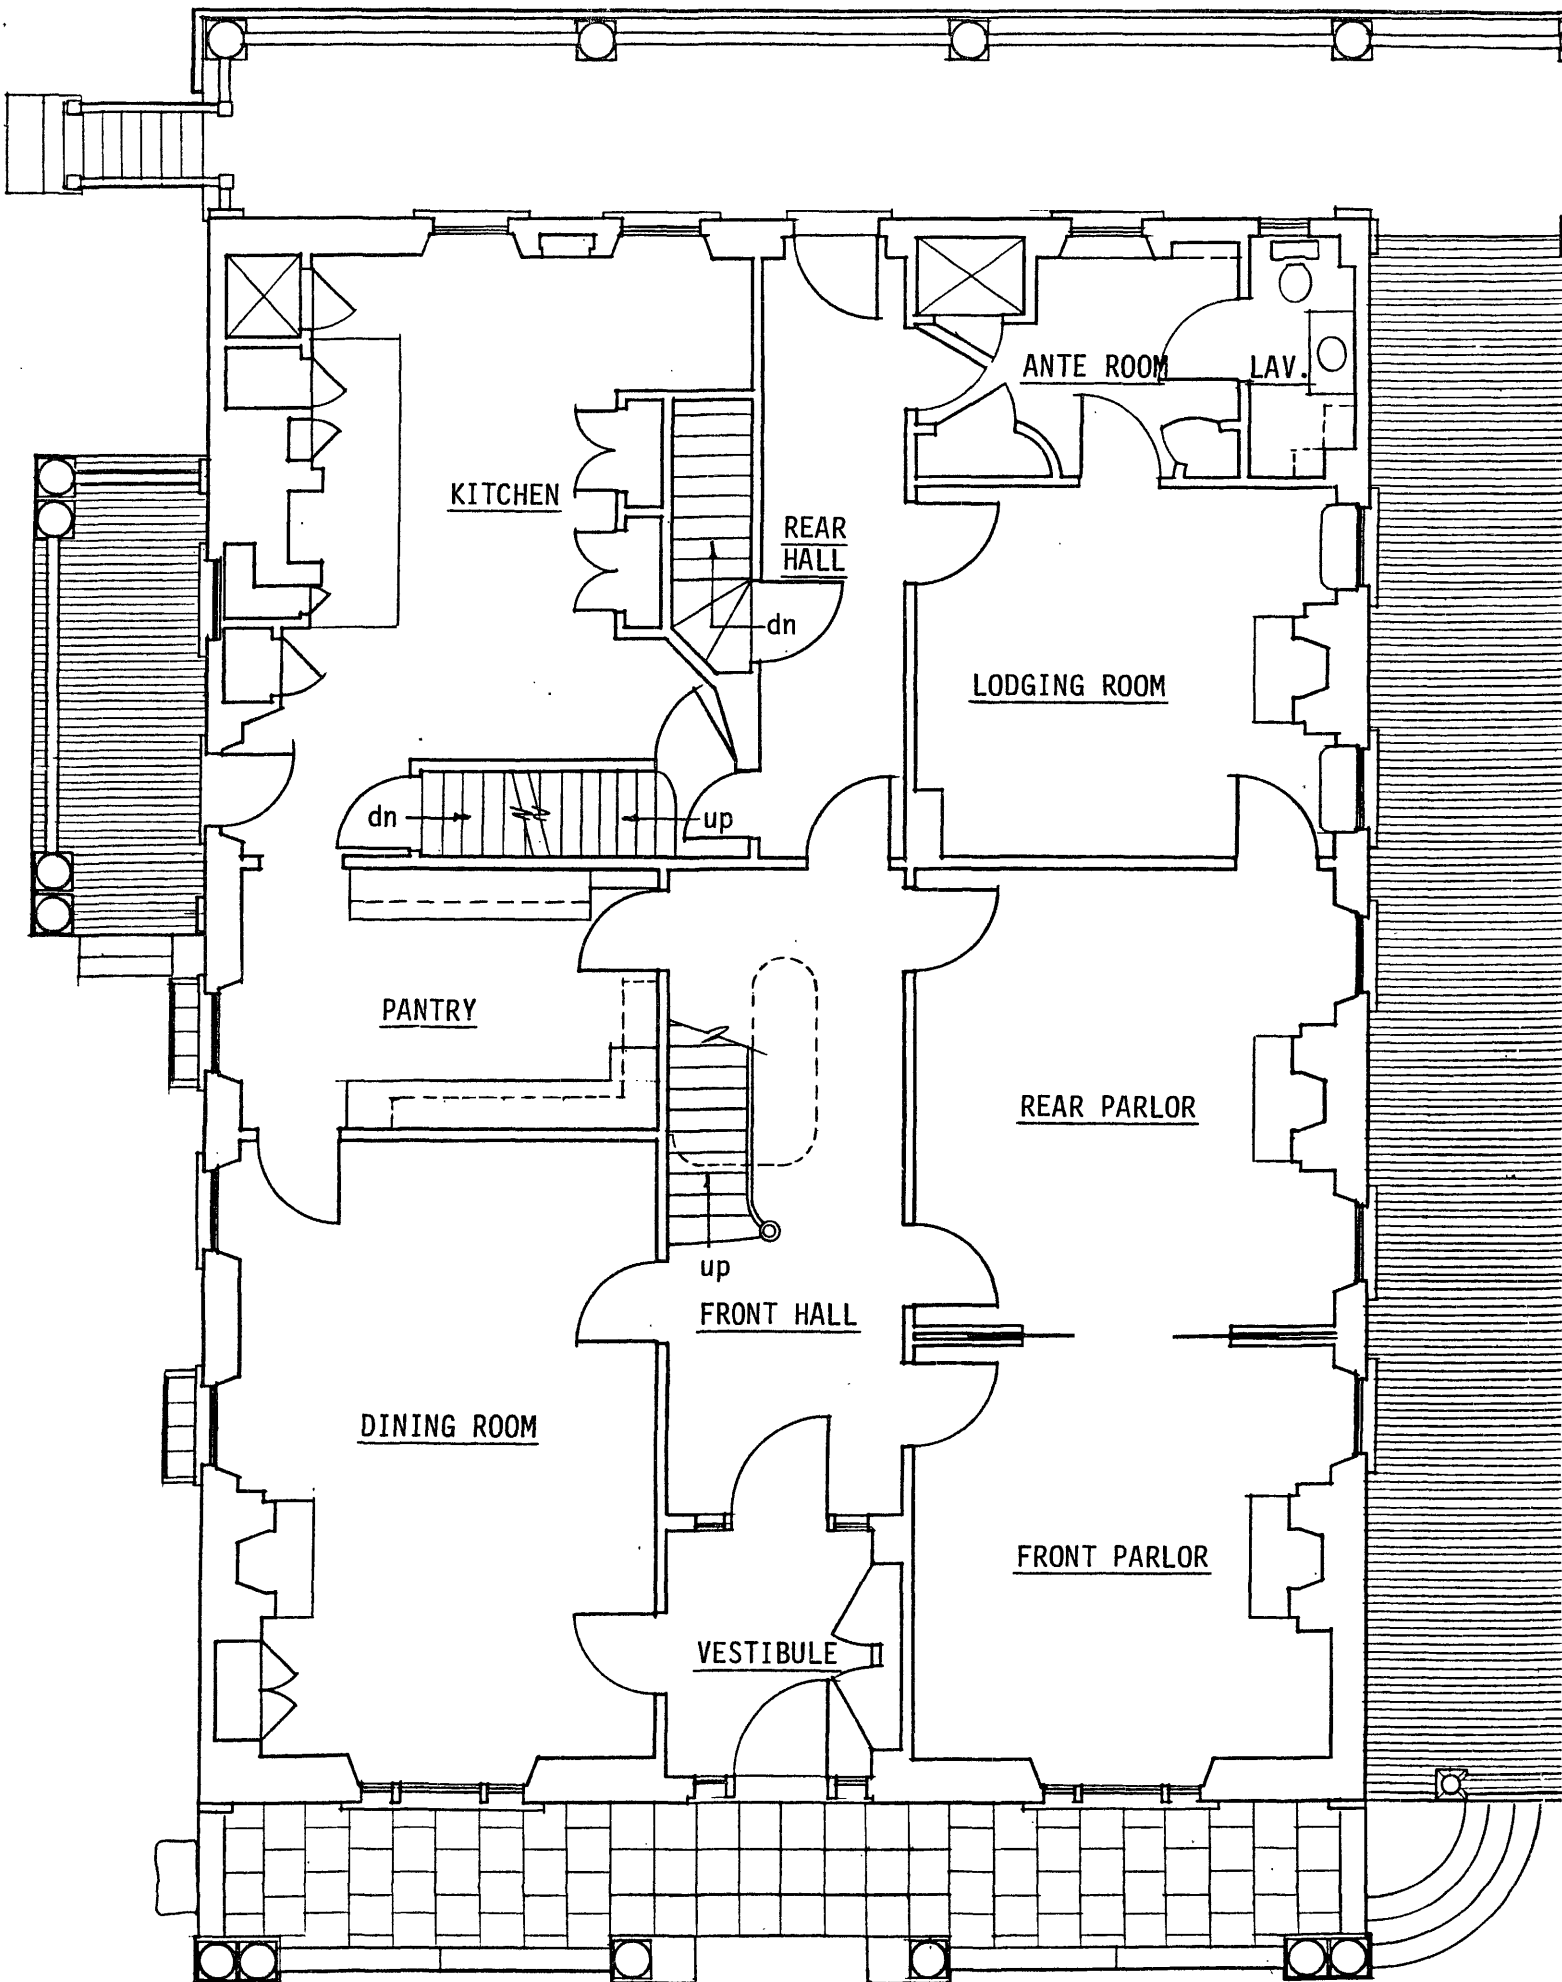 ANTE ROOM
LAV.
KITCHEN
REAR
HALL
dn
LODGING ROOM
dn
up
PANTRY
REAR PARLOR
up
FRONT HALL
DINING ROOM
FRONT PARLOR
VESTIBULE